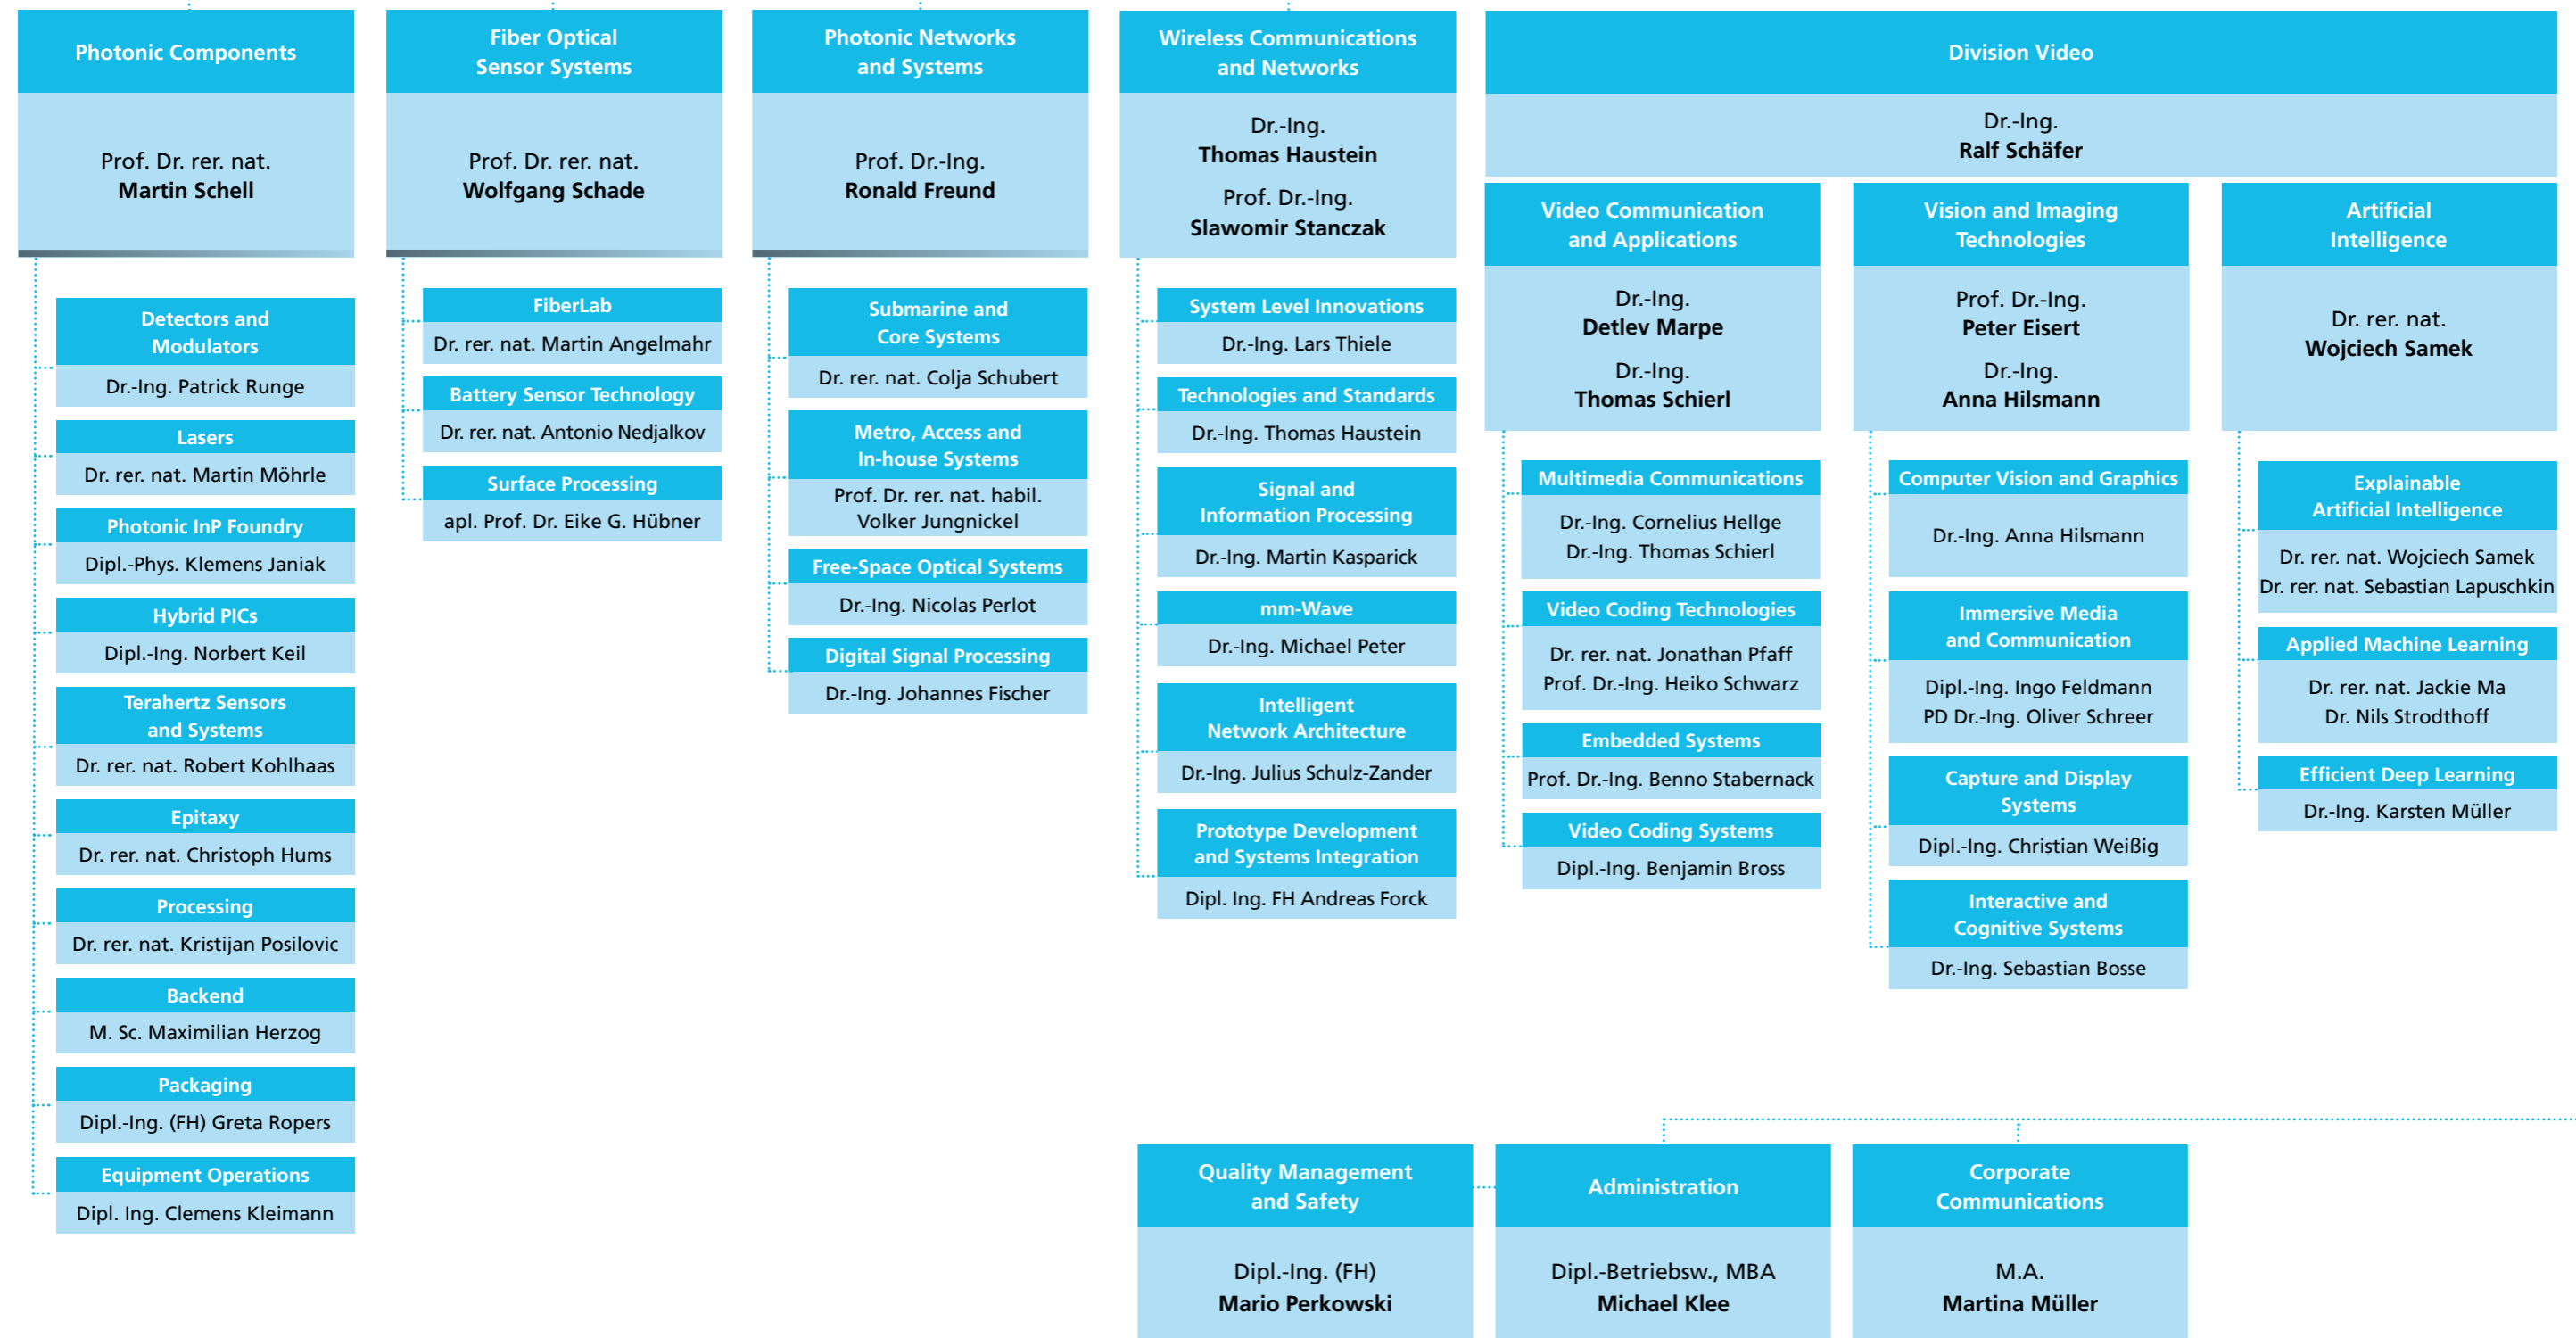 Photonic Components
Prof. Dr. rer. nat.
Martin Schell
Detectors and
Modulators
Dr.-Ing. Patrick Runge
Lasers
Dr. rer. nat. Martin Möhrle
Photonic InP Foundry
Dipl.-Phys. Klemens Janiak
Hybrid PICs
Dipl.-Ing. Norbert Keil
Terahertz Sensors
and Systems
Dr. rer. nat. Robert Kohlhaas
Epitaxy
Dr. rer. nat. Christoph Hums
Processing
Dr. rer. nat. Kristijan Posilovic
Backend
M. Sc. Maximilian Herzog
Packaging
Dipl.-Ing. (FH) Greta Ropers
Equipment Operations
Dipl. Ing. Clemens Kleimann
Fiber Optical
Sensor Systems
Prof. Dr. rer. nat.
Wolfgang Schade
FiberLab
Dr. rer. nat. Martin Angelmahr
Battery Sensor Technology
Dr. rer. nat. Antonio Nedjalkov
Surface Processing
apl. Prof. Dr. Eike G. Hübner
Photonic Networks
and Systems
Prof. Dr.-Ing.
Ronald Freund
Submarine and
Core Systems
Dr. rer. nat. Colja Schubert
Metro, Access and
In-house Systems
Prof. Dr. rer. nat. habil.
Volker Jungnickel
Free-Space Optical Systems
Dr.-Ing. Nicolas Perlot
Digital Signal Processing
Dr.-Ing. Johannes Fischer
Wireless Communications
and Networks
Dr.-Ing.
Thomas Haustein
Prof. Dr.-Ing.
Slawomir Stanczak
System Level Innovations
Dr.-Ing. Lars Thiele
Technologies and Standards
Dr.-Ing. Thomas Haustein
Signal and
Information Processing
Dr.-Ing. Martin Kasparick
mm-Wave
Dr.-Ing. Michael Peter
Intelligent
Network Architecture
Dr.-Ing. Julius Schulz-Zander
Prototype Development
and Systems Integration
Dipl. Ing. FH Andreas Forck
Division Video
Dr.-Ing.
Ralf Schäfer
Video Communication
and Applications
Dr.-Ing.
Detlev Marpe
Dr.-Ing.
Thomas Schierl
Multimedia Communications
Dr.-Ing. Cornelius Hellge
Dr.-Ing. Thomas Schierl
Video Coding Technologies
Dr. rer. nat. Jonathan Pfaff
Prof. Dr.-Ing. Heiko Schwarz
Embedded Systems
Prof. Dr.-Ing. Benno Stabernack
Video Coding Systems
Dipl.-Ing. Benjamin Bross
Vision and Imaging
Technologies
Prof. Dr.-Ing.
Peter Eisert
Dr.-Ing.
Anna Hilsmann
Computer Vision and Graphics
Dr.-Ing. Anna Hilsmann
Immersive Media
and Communication
Dipl.-Ing. Ingo Feldmann
PD Dr.-Ing. Oliver Schreer
Capture and Display
Systems
Dipl.-Ing. Christian Weißig
Interactive and
Cognitive Systems
Dr.-Ing. Sebastian Bosse
Artificial
Intelligence
Dr. rer. nat.
Wojciech Samek
Explainable
Artificial Intelligence
Dr. rer. nat. Wojciech Samek
Dr. rer. nat. Sebastian Lapuschkin
Applied Machine Learning
Dr. rer. nat. Jackie Ma
Dr. Nils Strodthoff
Efficient Deep Learning
Dr.-Ing. Karsten Müller
Quality Management
and Safety
Dipl.-Ing. (FH)
Mario Perkowski
Administration
Dipl.-Betriebsw., MBA
Michael Klee
Corporate
Communications
M.A.
Martina Müller